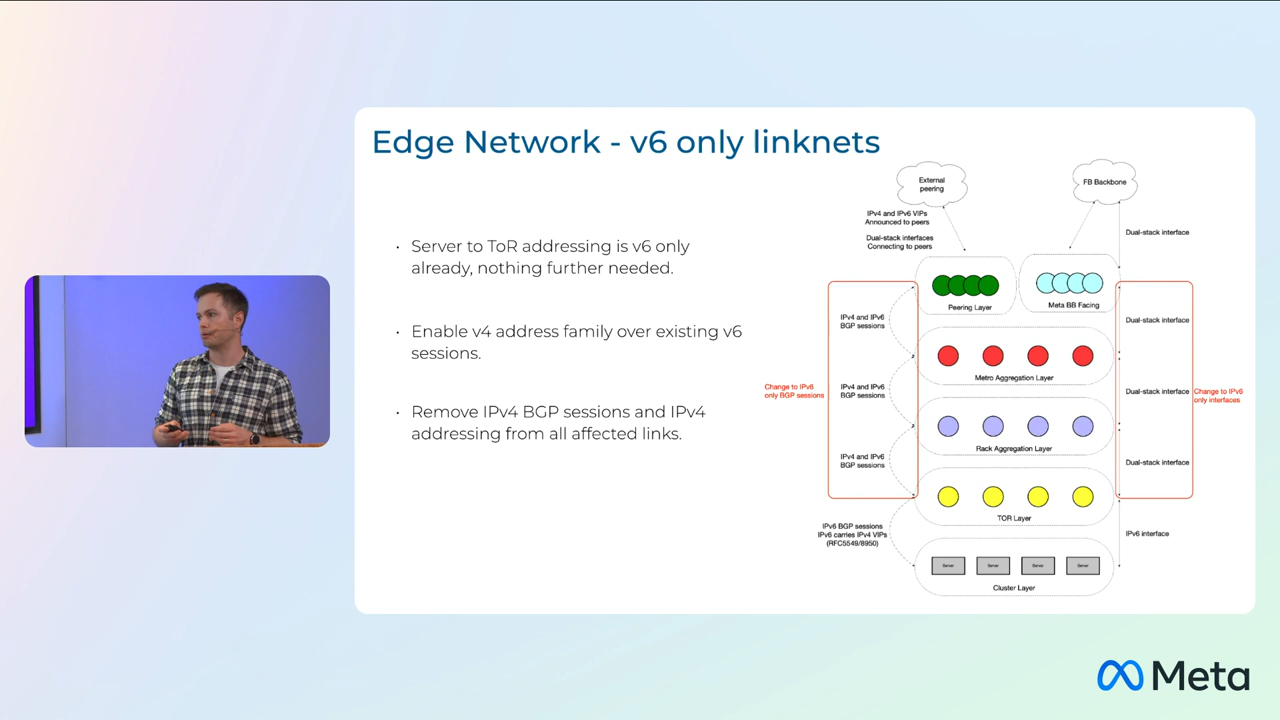 Edge Network - v6 only linknets
· Server to ToR addressing is v6 only
already, nothing further needed.
· Enable v4 address family over existing v6
sessions.
· Remove IPv4 BGP sessions and IPv4
addressing from all affected links.
External
peering
FB Backbone
IPv4 and IPv6 VIPs
Announced to peers
Dual-stack interfaces
Connecting to peers
Dual-stack interface
Peering Layer
Meta BB Facing
IPv4 and IPv6
BGP sessions
Dual-stack interface
Metro Aggregation Layer
Change to IPv6
only BGP sessions
IPv4 and IPv6
BGP sessions
Dual-stack interface
Change to IPv6
only interfaces
Rack Aggregation Layer
IPv4 and IPv6
BGP sessions
Dual-stack interface
TOR Layer
IPv6 BGP sessions
IPv6 carries IPv4 VIPs
(RFC5549/8950)
IPv6 interface
Server
Server
Server
Server
Cluster Layer
Meta